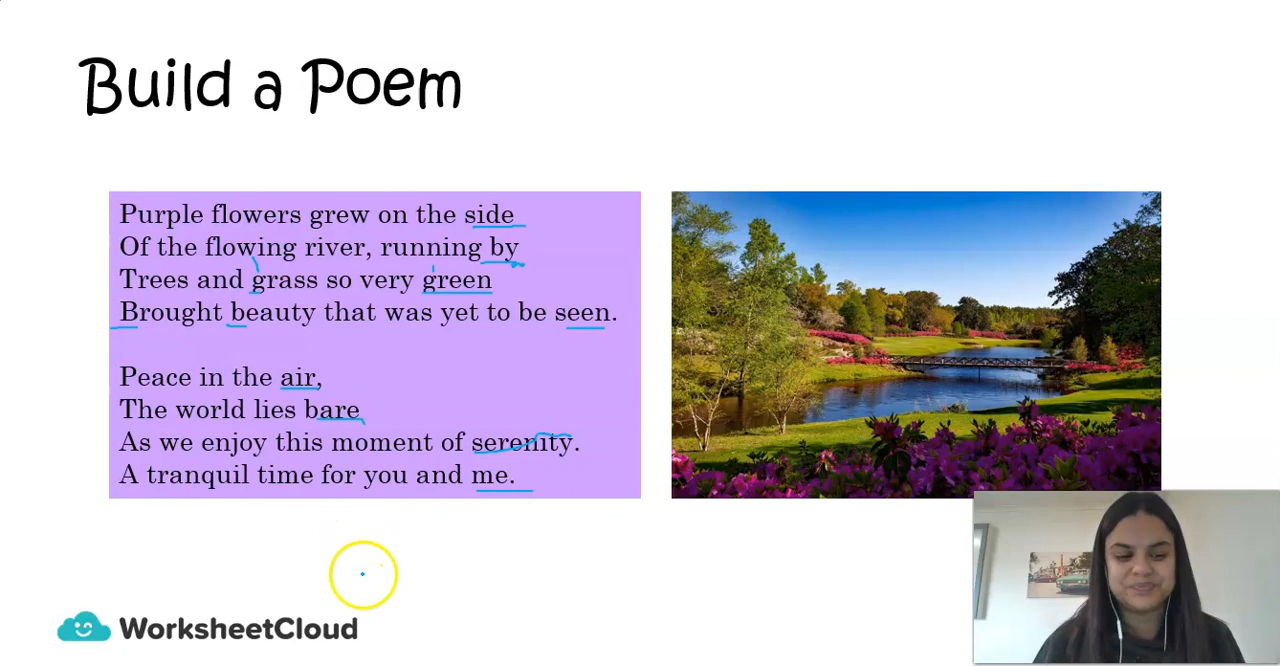 Build a Poem
Purple flowers grew on the side
Of the flowing river, running by
Trees and grass so very green
Brought beauty that was yet to be seen.
Peace in the air,
The world lies bare
As we enjoy this moment of serenity.
A tranquil time for you and me.
WorksheetCloud